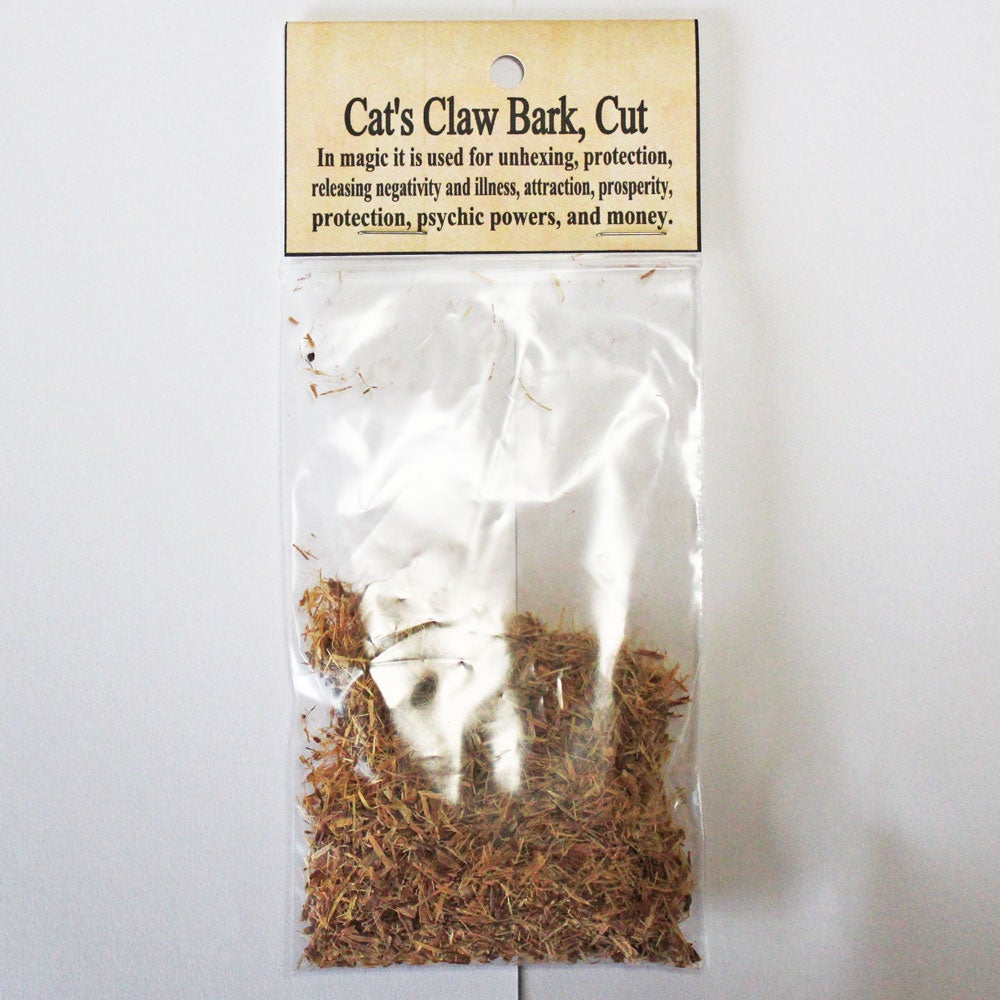 Cat's Claw Bark, Cut
In magic it is used for unhexing, protection,
releasing negativity and illness, attraction, prosperity,
protection, psychic powers, and money.